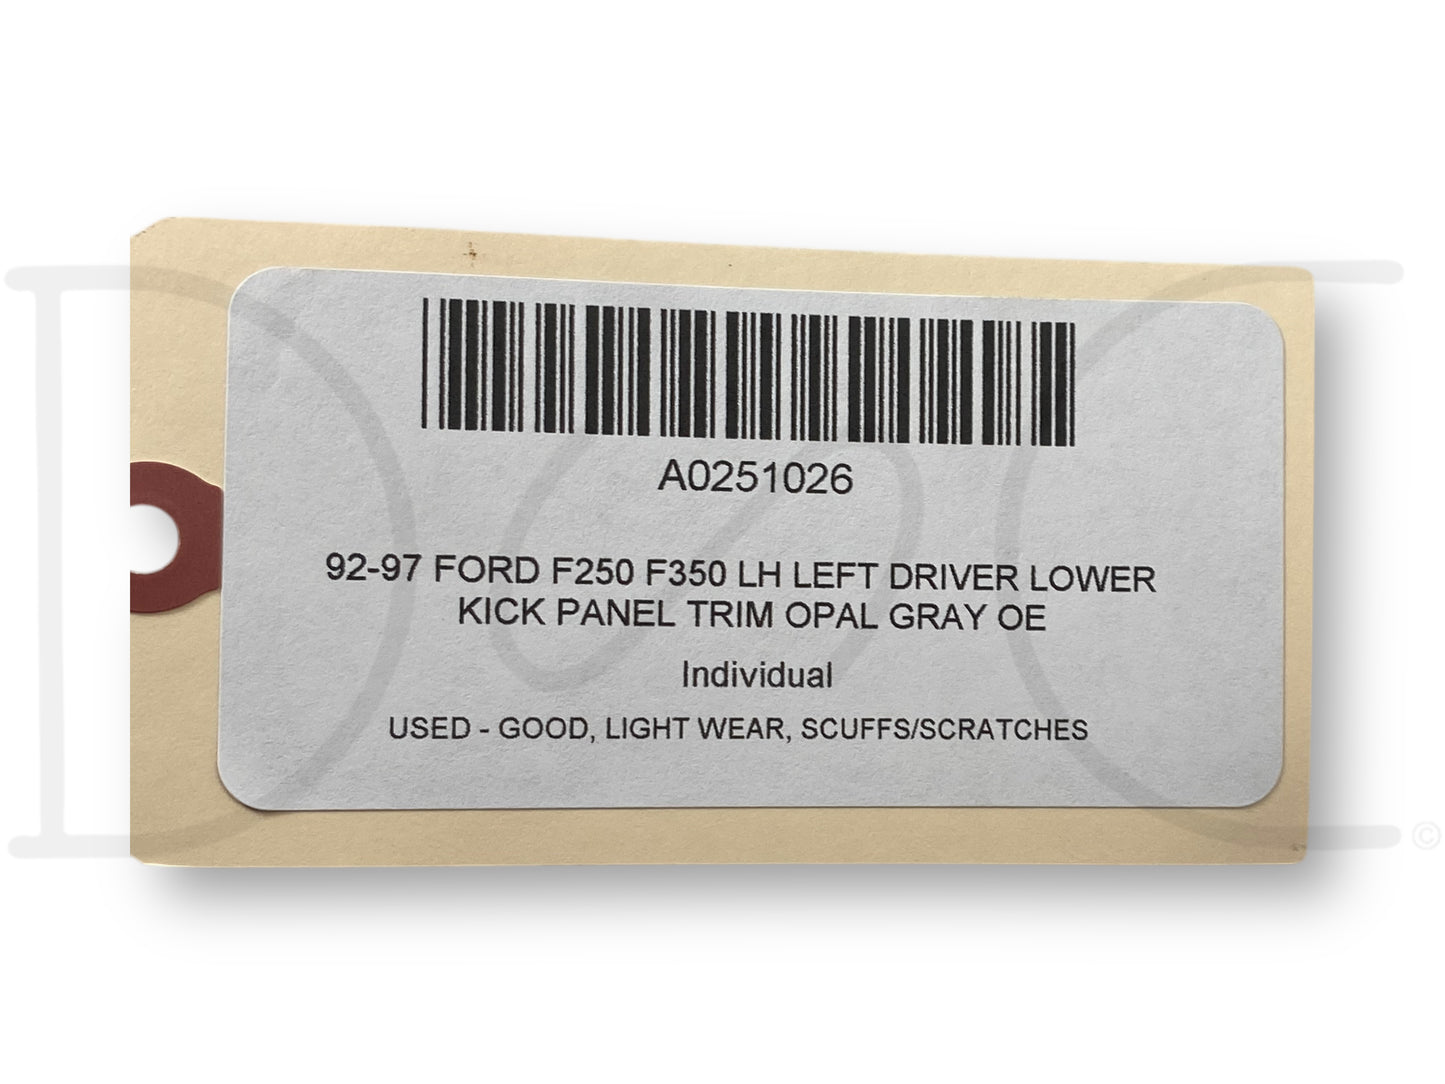 A0251026
92-97 FORD F250 F350 LH LEFT DRIVER LOWER
KICK PANEL TRIM OPAL GRAY OE
Individual
USED - GOOD, LIGHT WEAR, SCUFFS/SCRATCHES
D C ©